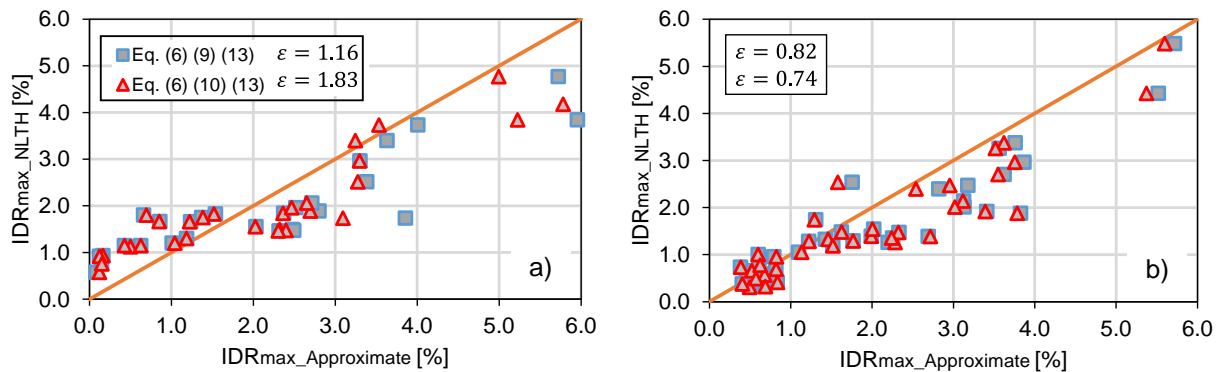 6.0
5.0
4.0
3.0
2.0
1.0
0.0
IDRmax_NLTH [%]
Eq. (6) (9) (13) ε = 1.16
Eq. (6) (10) (13) ε = 1.83
a)
0.0 1.0 2.0 3.0 4.0 5.0 6.0
IDRmax_Approximate [%]
6.0
5.0
4.0
3.0
2.0
1.0
0.0
IDRmax_NLTH [%]
ε = 0.82
ε = 0.74
b)
0.0 1.0 2.0 3.0 4.0 5.0 6.0
IDRmax_Approximate [%]